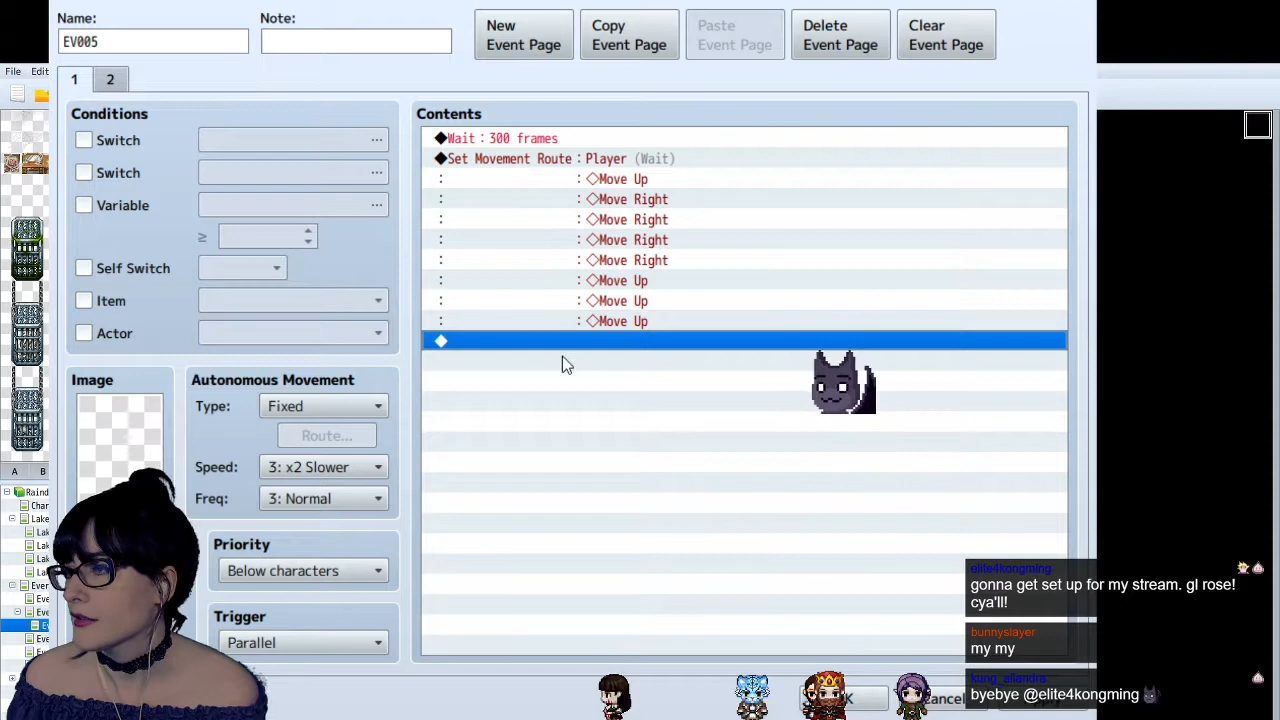 Name:
Note:
EV005
New
Event Page
Copy
Event Page
Paste
Event Page
Delete
Event Page
Clear
Event Page
File
1
2
Conditions
Switch
...
Switch
...
Variable
...
≥
Self Switch
Item
Actor
Image
Autonomous Movement
Type:
Fixed
Route...
Speed:
3: x2 Slower
Freq:
3: Normal
Priority
Below characters
Trigger
Parallel
Contents
◆Wait：300 frames
◆Set Movement Route：Player (Wait)
： ：◇Move Up
： ：◇Move Right
： ：◇Move Right
： ：◇Move Right
： ：◇Move Right
： ：◇Move Up
： ：◇Move Up
： ：◇Move Up
◆
A B
elite4kongming
gonna get set up for my stream. gl rose!
cya'll!
bunnyslayer
my my
kung_allandra
byebye @elite4kongming